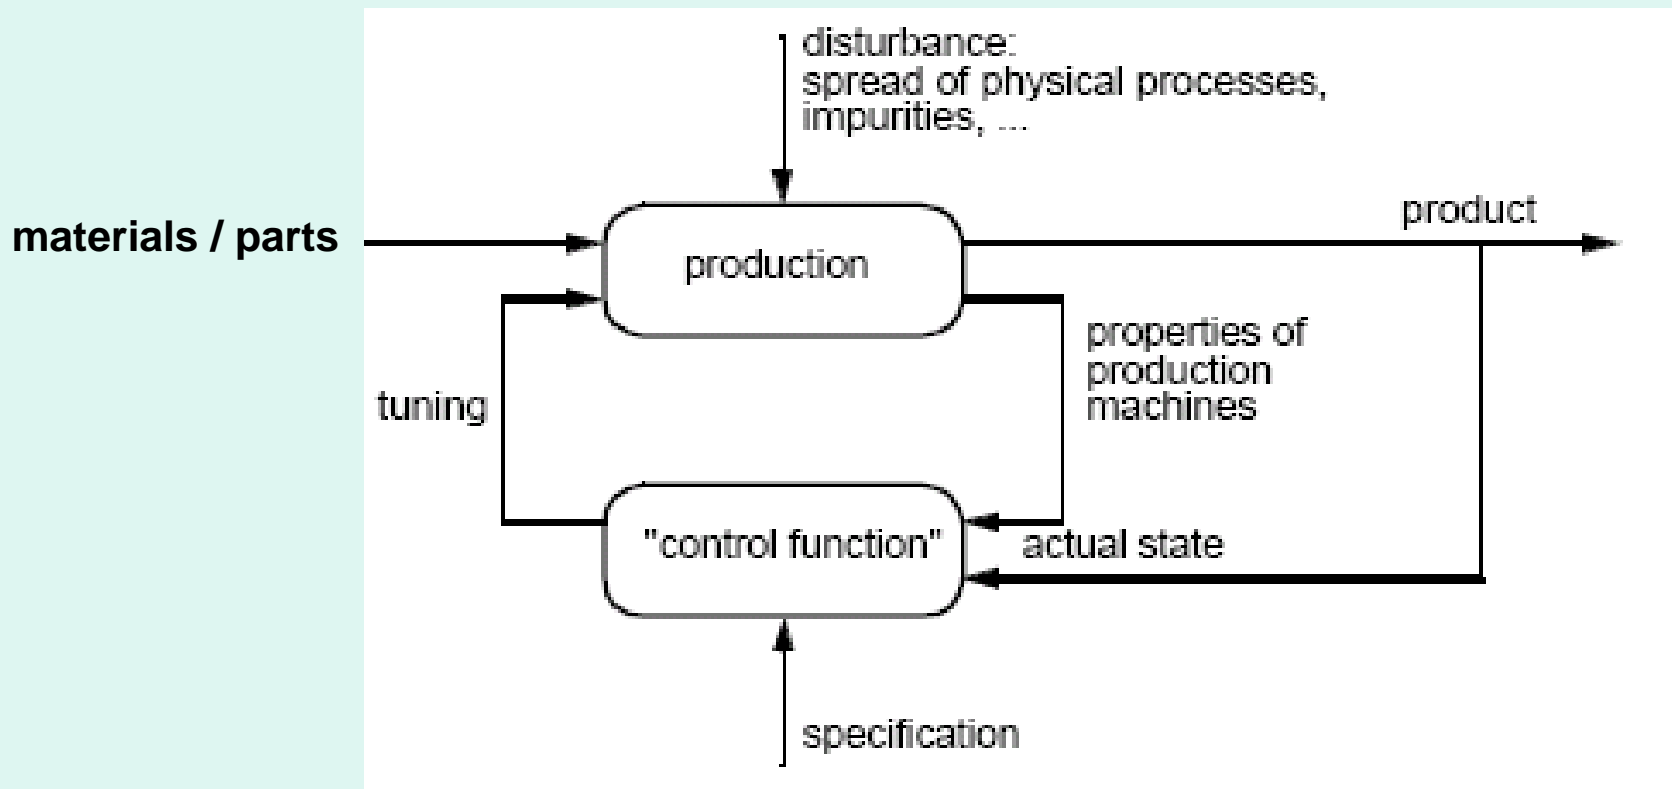 disturbance:
spread of physical processes,
impurities, ...
materials / parts
product
production
properties of
production
machines
tuning
"control function"
actual state
specification